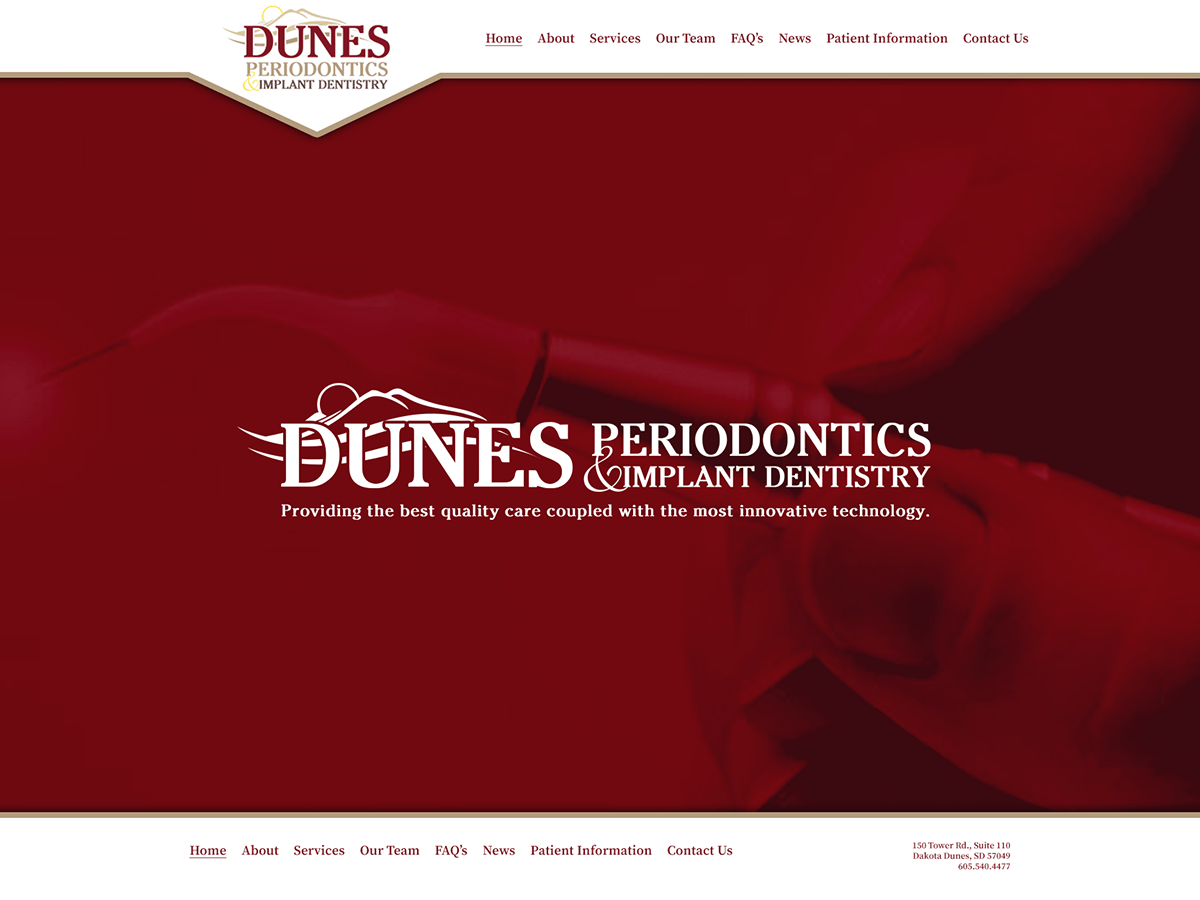 DUNES
PERIODONTICS
& IMPLANT DENTISTRY
Home About Services Our Team FAQ's News Patient Information Contact Us
DUNES PERIODONTICS
& IMPLANT DENTISTRY
Providing the best quality care coupled with the most innovative technology.
Home About Services Our Team FAQ's News Patient Information Contact Us
150 Tower Rd., Suite 110
Dakota Dunes, SD 57049
605.540.4477